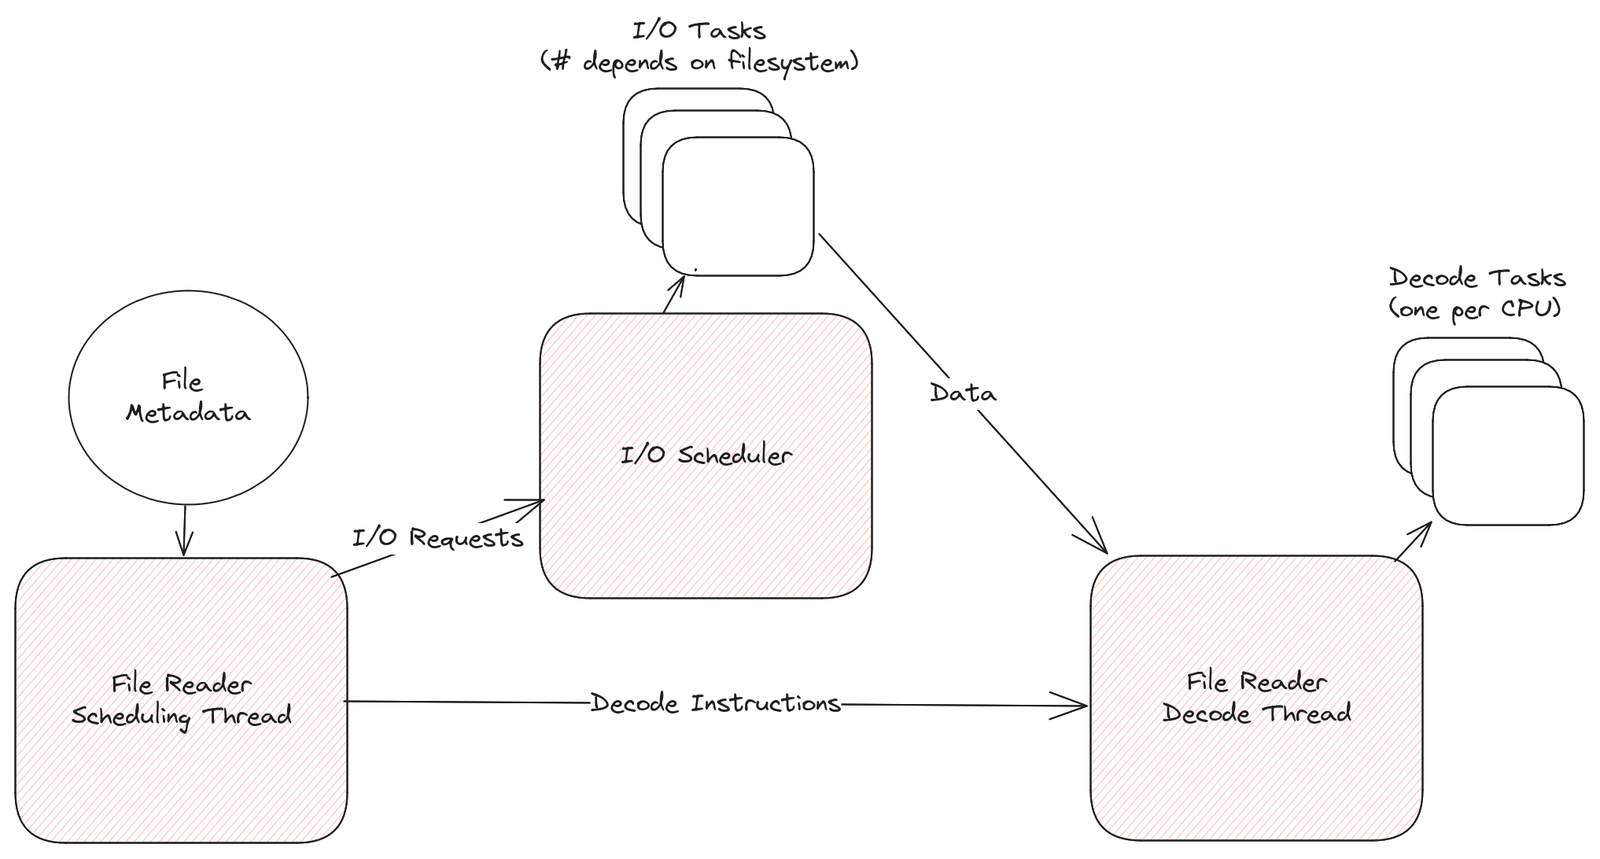 I/O Tasks
(# depends on filesystem)
Decode Tasks
(one per CPU)
File
Metadata
I/O Scheduler
Data
I/O Requests
File Reader
Scheduling Thread
Decode Instructions
File Reader
Decode Thread